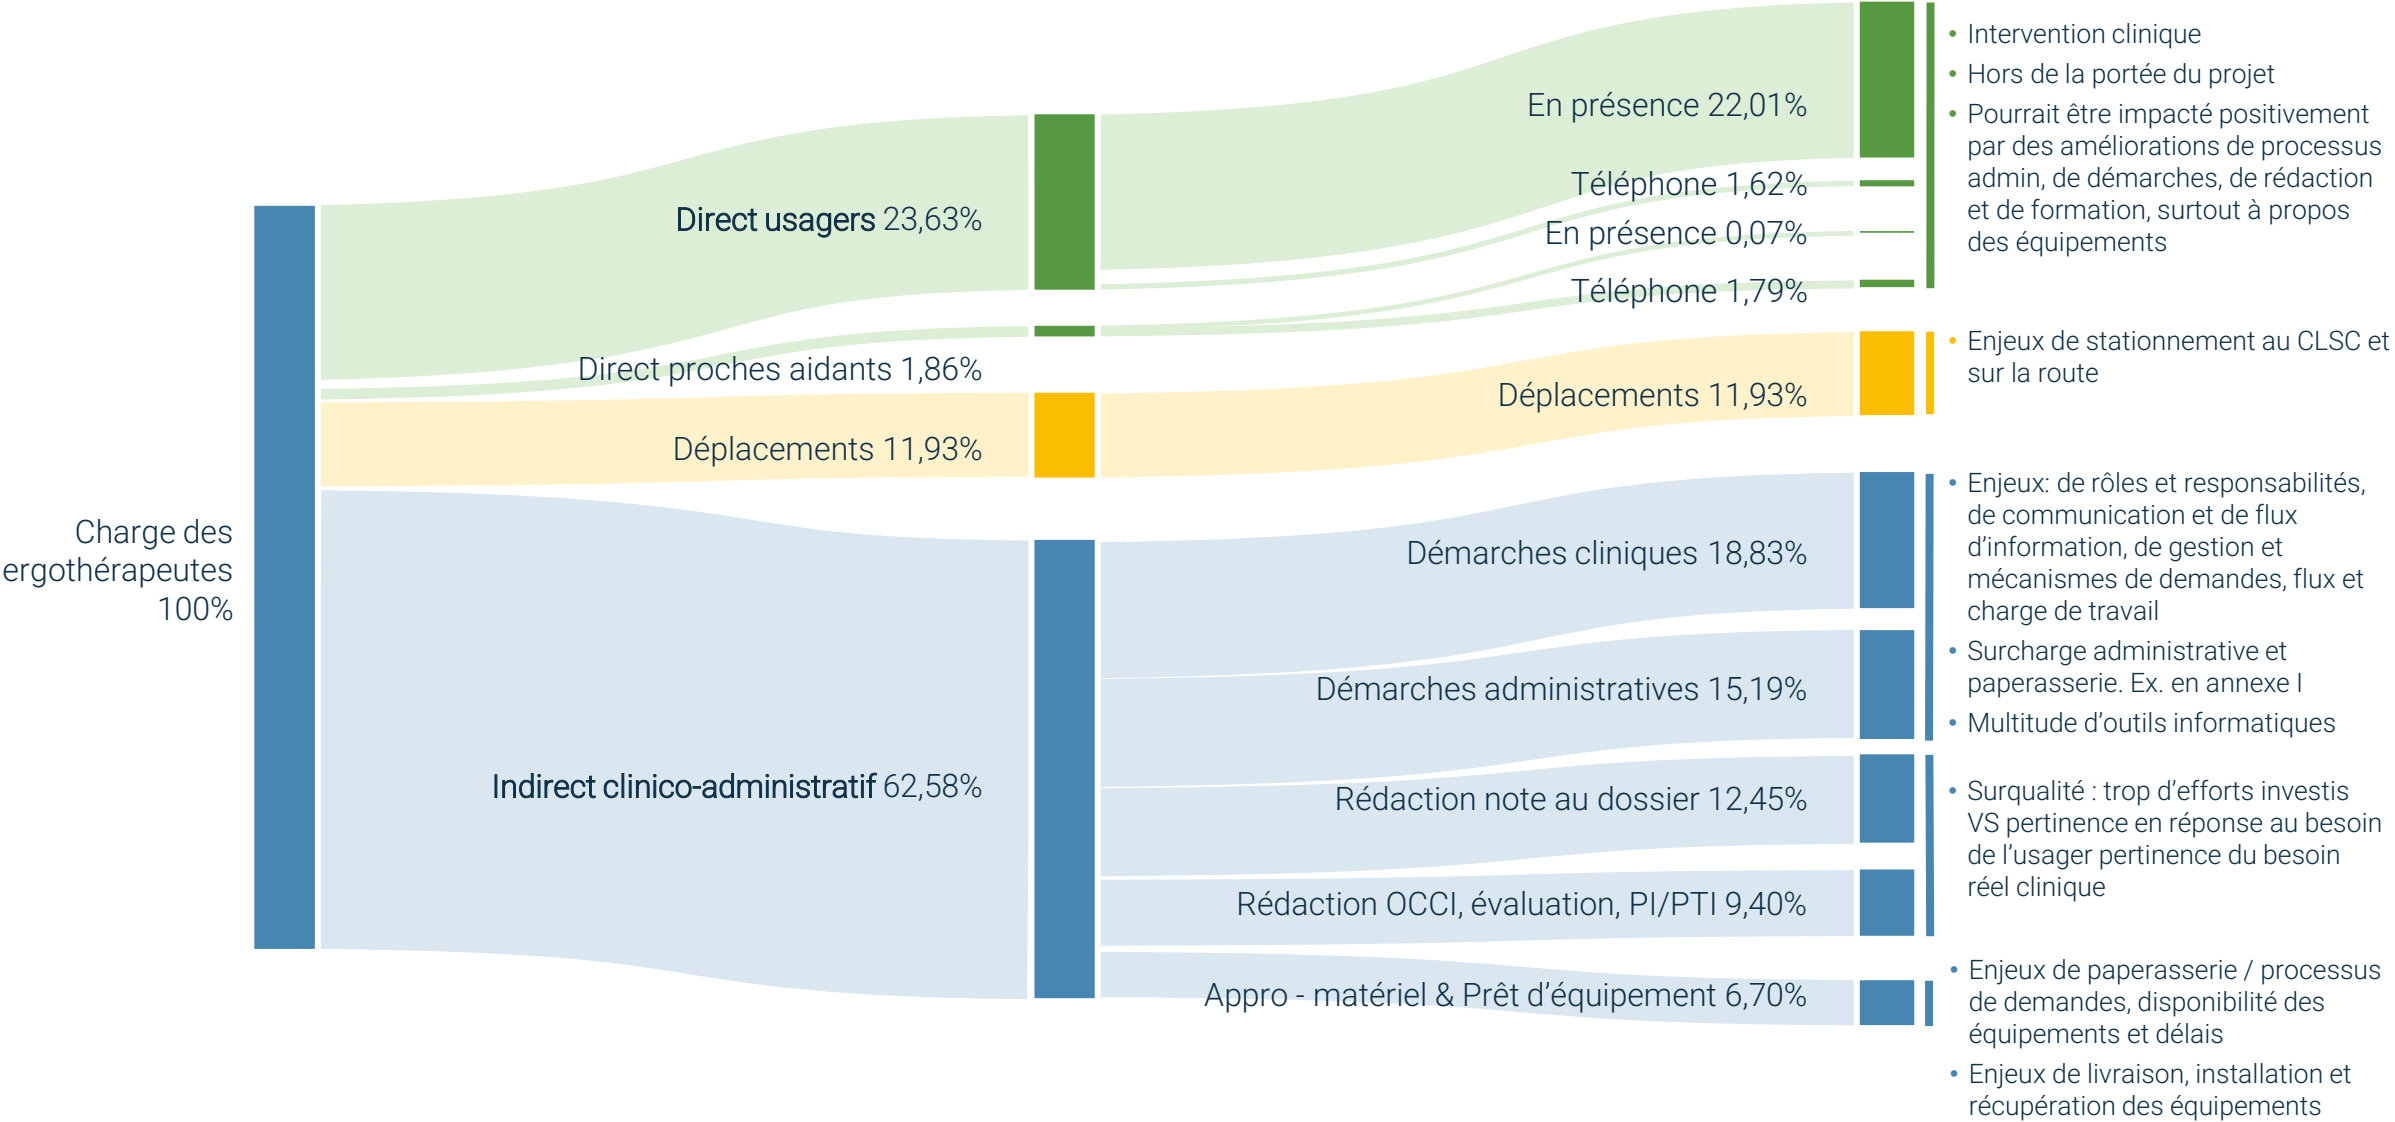 Charge des
ergothérapeutes
100%
Direct usagers 23,63%
Direct proches aidants 1,86%
Déplacements 11,93%
Indirect clinico-administratif 62,58%
En présence 22,01%
Téléphone 1,62%
En présence 0,07%
Téléphone 1,79%
Déplacements 11,93%
Démarches cliniques 18,83%
Démarches administratives 15,19%
Rédaction note au dossier 12,45%
Rédaction OCCI, évaluation, PI/PTI 9,40%
Appro - matériel & Prêt d’équipement 6,70%
• Intervention clinique
• Hors de la portée du projet
• Pourrait être impacté positivement
par des améliorations de processus
admin, de démarches, de rédaction
et de formation, surtout à propos
des équipements
• Enjeux de stationnement au CLSC et
sur la route
• Enjeux: de rôles et responsabilités,
de communication et de flux
d’information, de gestion et
mécanismes de demandes, flux et
charge de travail
• Surcharge administrative et
paperasserie. Ex. en annexe I
• Multitude d’outils informatiques
• Surqualité : trop d’efforts investis
VS pertinence en réponse au besoin
de l’usager pertinence du besoin
réel clinique
• Enjeux de paperasserie / processus
de demandes, disponibilité des
équipements et délais
• Enjeux de livraison, installation et
récupération des équipements